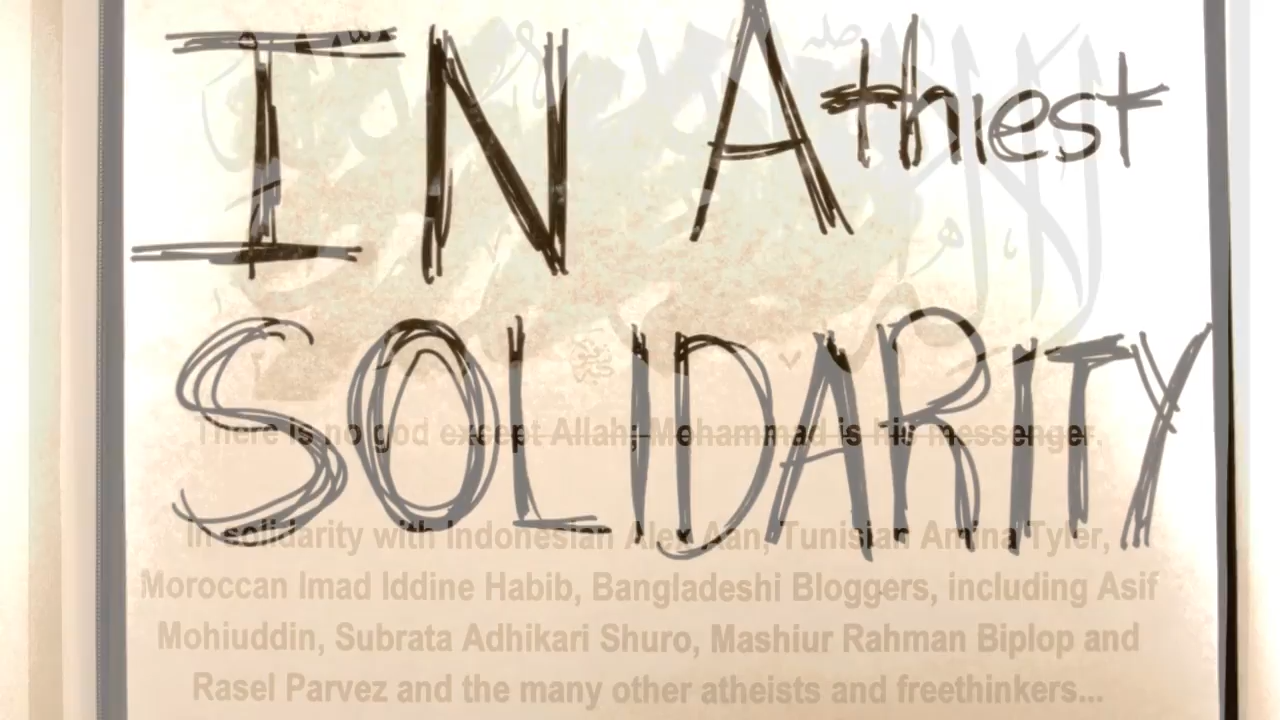 IN Athiest
SOLIDARITY
There is no god except Allah; Mohammad is his messenger.
In solidarity with Indonesian Alex Aan, Tunisian Amina Tyler,
Moroccan Imad Iddine Habib, Bangladeshi Bloggers, including Asif
Mohiuddin, Subrata Adhikari Shuro, Mashiur Rahman Biplop and
Rasel Parvez and the many other atheists and freethinkers...